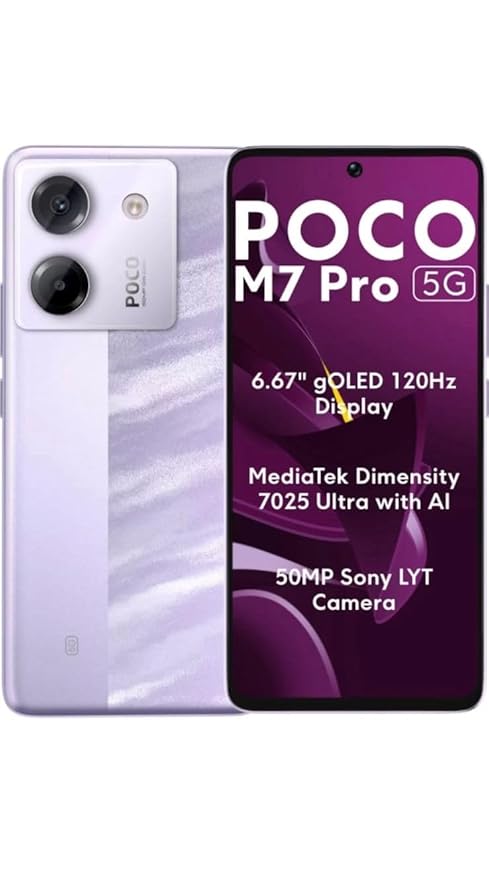 POCO
POCO
M7 Pro 5G
6.67" gOLED 120Hz
Display
MediaTek Dimensity
7025 Ultra with AI
50MP Sony LYT
Camera
5G